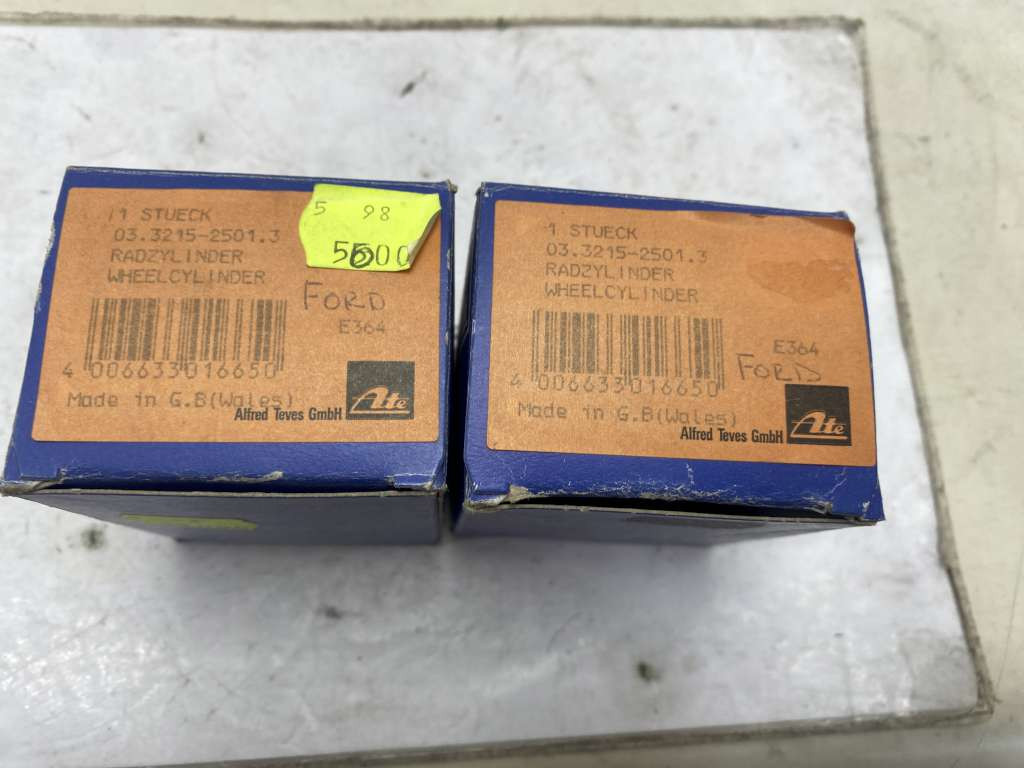 1 STUECK
03.3215-2501.3
RADZYLINDER
WHEELCYLINDER
5 98
5600
FORD
E364
4 006633 016650
Made in G.B(Wales)
Alfred Teves GmbH
Ate
1 STUECK
03.3215-2501.3
RADZYLINDER
WHEELCYLINDER
E364
FORD
4 006633 016650
Made in G.B(Wales)
Alfred Teves GmbH
Ate